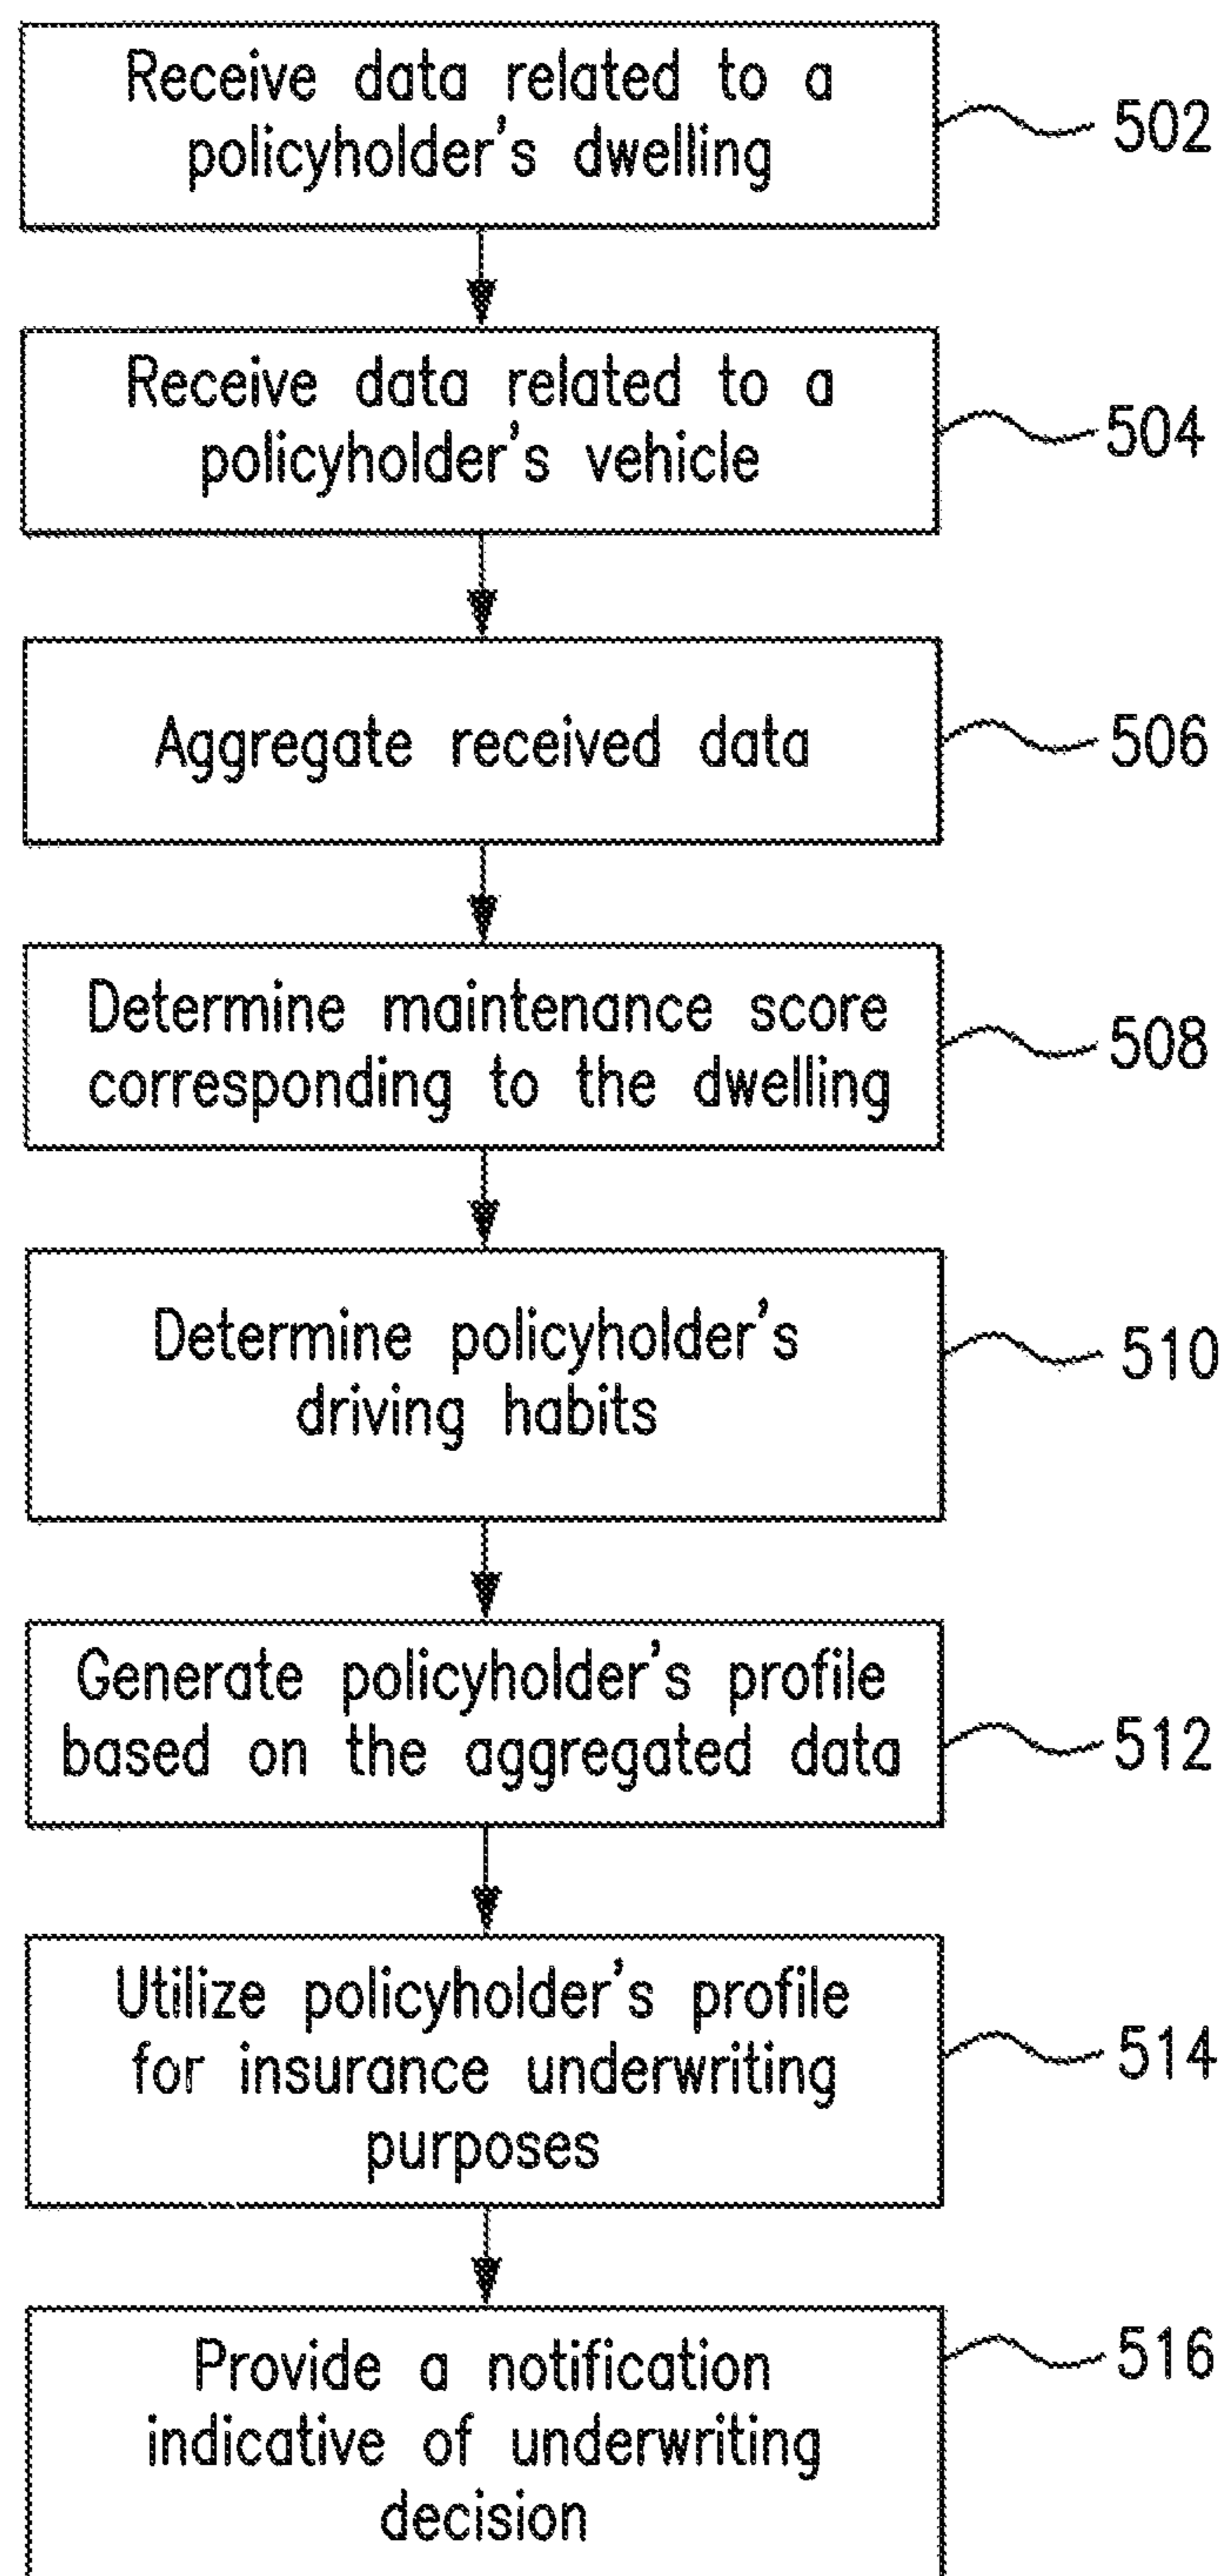 Receive data related to a
policyholder's dwelling
502
Receive data related to a
policyholder's vehicle
504
Aggregate received data
506
Determine maintenance score
corresponding to the dwelling
508
Determine policyholder's
driving habits
510
Generate policyholder's profile
based on the aggregated data
512
Utilize policyholder's profile
for insurance underwriting
purposes
514
Provide a notification
indicative of underwriting
decision
516